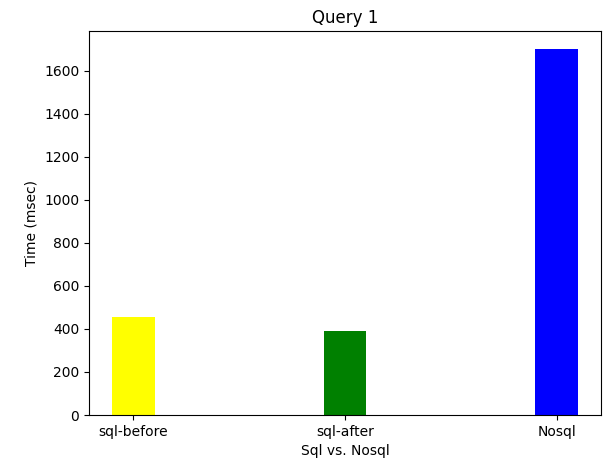 Query 1
Time (msec)
1600
1400
1200
1000
800
600
400
200
0
sql-before
sql-after
Nosql
Sql vs. Nosql